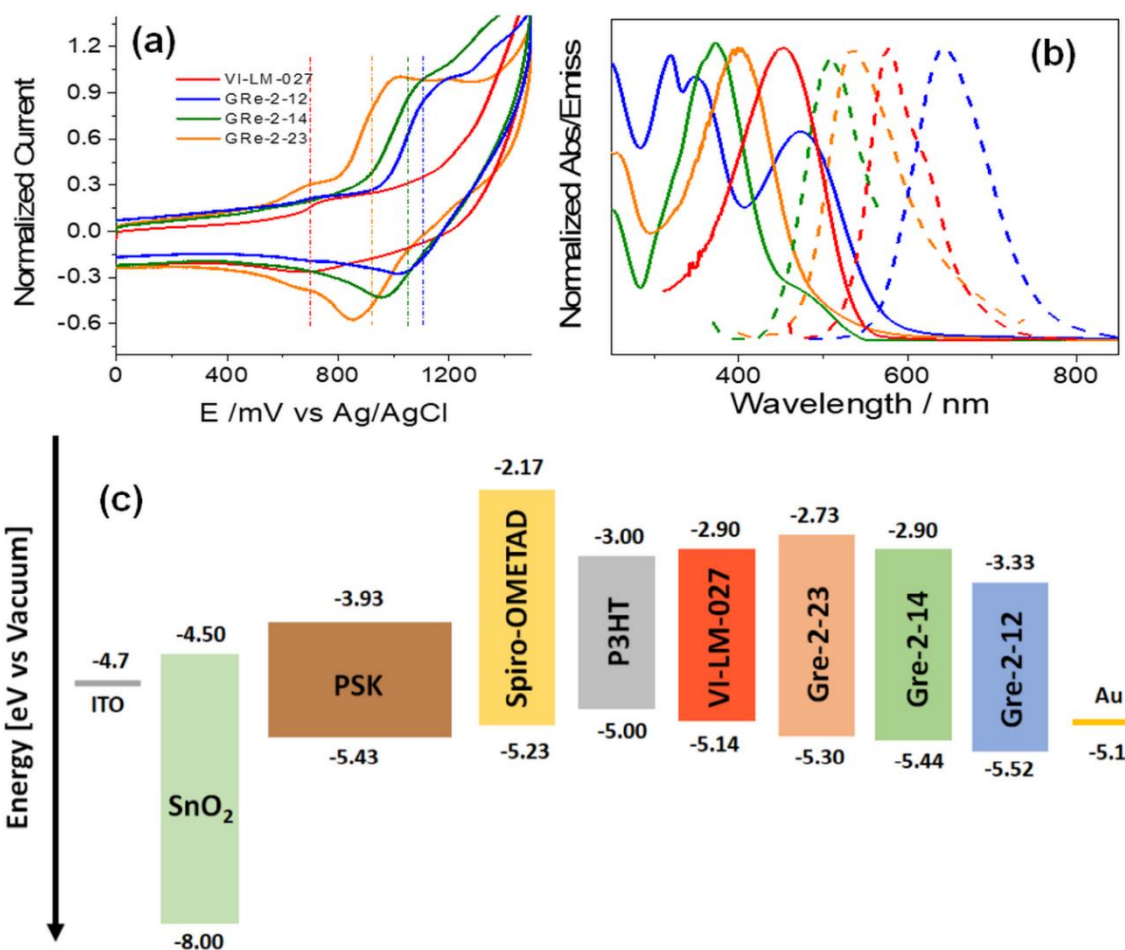 (a)
VI-LM-027
GRe-2-12
GRe-2-14
GRe-2-23
1.2
0.9
0.6
0.3
0.0
-0.3
-0.6
Normalized Current
0
400
800
1200
E /mV vs Ag/AgCl
(b)
Normalized Abs/Emiss
400
600
800
Wavelength / nm
(c)
Energy [eV vs Vacuum]
-4.7
ITO
-4.50
SnO₂
-8.00
-3.93
PSK
-5.43
-2.17
Spiro-OMETAD
-5.23
-3.00
P3HT
-5.00
-2.90
VI-LM-027
-5.14
-2.73
Gre-2-23
-5.30
-2.90
Gre-2-14
-5.44
-3.33
Gre-2-12
-5.52
Au
-5.1